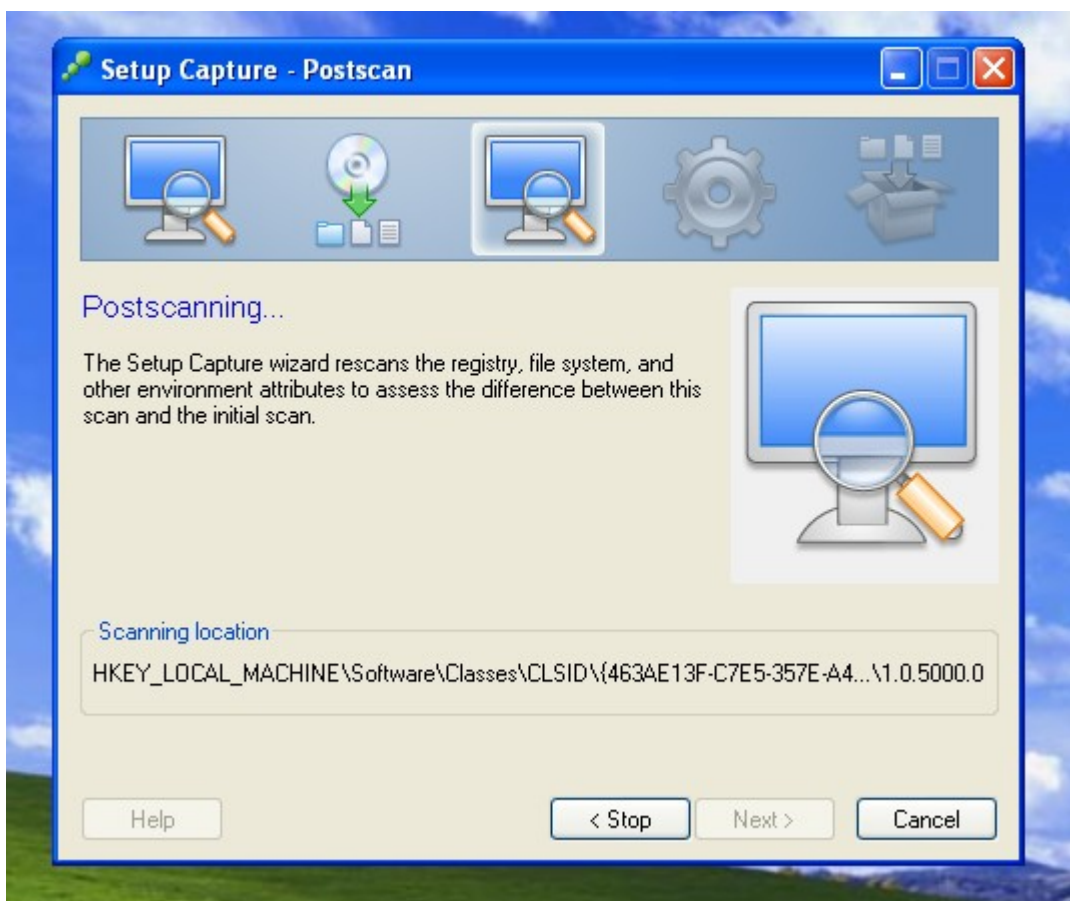 Setup Capture - Postscan
Postscanning...
The Setup Capture wizard rescans the registry, file system, and
other environment attributes to assess the difference between this
scan and the initial scan.
Scanning location
HKEY_LOCAL_MACHINE\Software\Classes\CLSID\{463AE13F-C7E5-357E-A4...\1.0.5000.0
Help
< Stop
Next >
Cancel